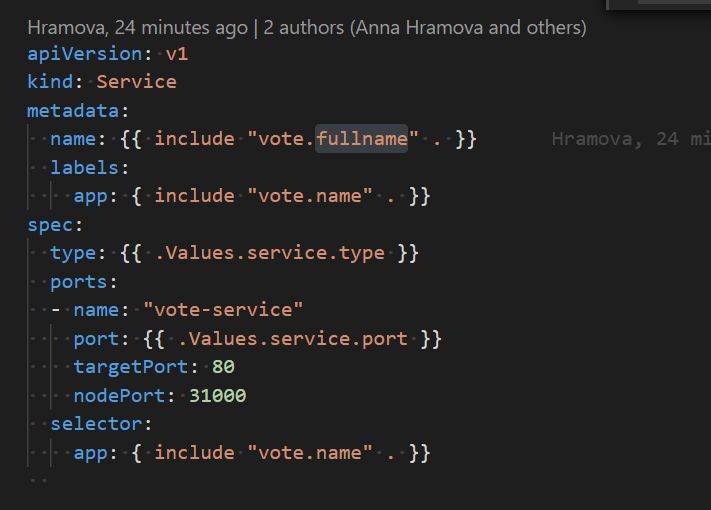 Hramova, 24 minutes ago | 2 authors (Anna Hramova and others)
apiVersion: v1
kind: Service
metadata:
  name: {{ include "vote.fullname" . }}      Hramova, 24 mi
  labels:
    app: { include "vote.name" . }}
spec:
  type: {{ .Values.service.type }}
  ports:
  - name: "vote-service"
    port: {{ .Values.service.port }}
    targetPort: 80
    nodePort: 31000
  selector:
    app: { include "vote.name" . }}